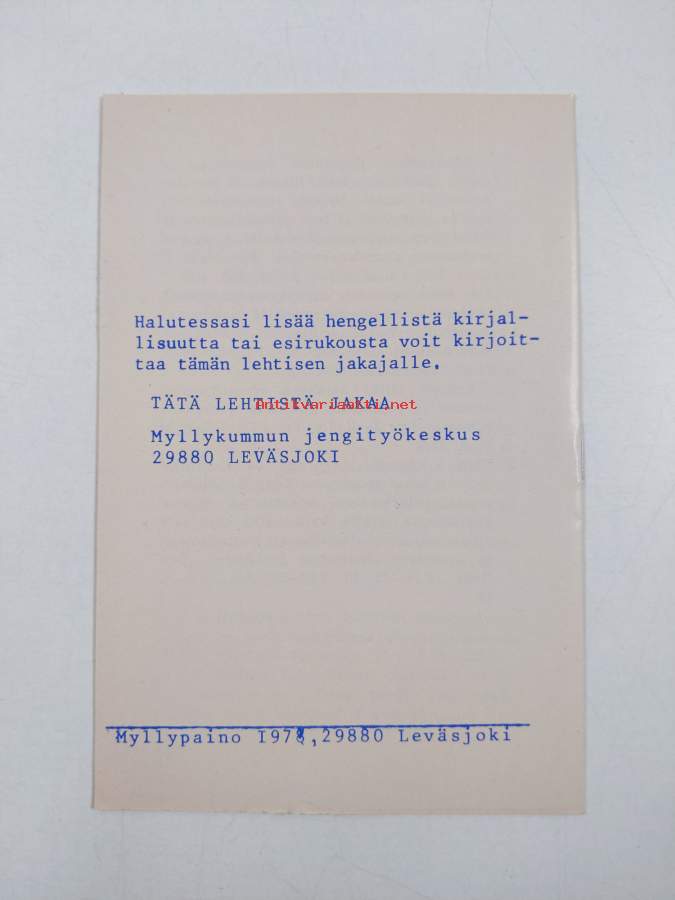 Halutessasi lisää hengellistä kirjal-
lisuutta tai esirukousta voit kirjoit-
taa tämän lehtisen jakajalle.
TÄTÄ LEHTISTÄ JAKAA
antikvariaatti.net
Myllykummun jengityökeskus
29880 LEVÄSJOKI
Myllypaino 1978,29880 Leväsjoki